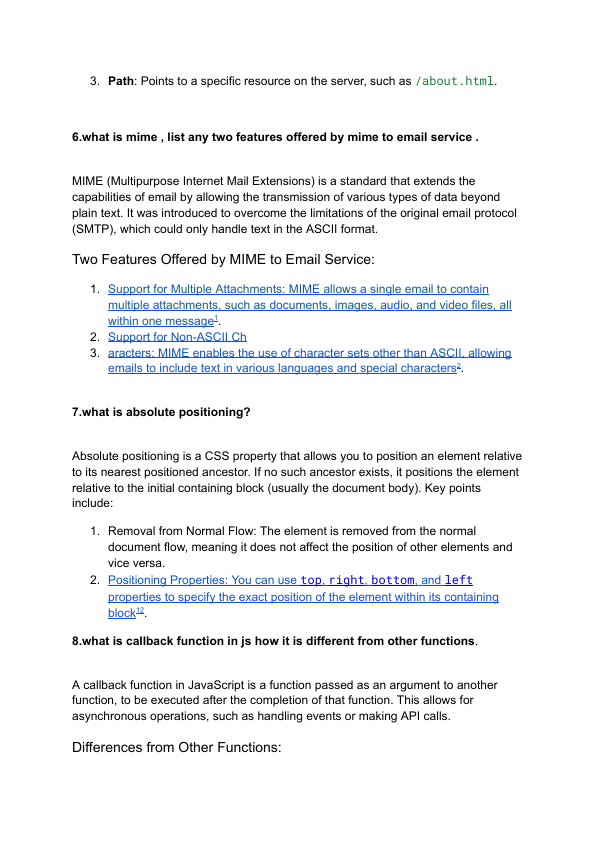 3. Path: Points to a specific resource on the server, such as /about.html.
6.what is mime , list any two features offered by mime to email service .
MIME (Multipurpose Internet Mail Extensions) is a standard that extends the
capabilities of email by allowing the transmission of various types of data beyond
plain text. It was introduced to overcome the limitations of the original email protocol
(SMTP), which could only handle text in the ASCII format.
Two Features Offered by MIME to Email Service:
1. Support for Multiple Attachments: MIME allows a single email to contain
multiple attachments, such as documents, images, audio, and video files, all
within one message1.
2. Support for Non-ASCII Ch
3. aracters: MIME enables the use of character sets other than ASCII, allowing
emails to include text in various languages and special characters2.
7.what is absolute positioning?
Absolute positioning is a CSS property that allows you to position an element relative
to its nearest positioned ancestor. If no such ancestor exists, it positions the element
relative to the initial containing block (usually the document body). Key points
include:
1. Removal from Normal Flow: The element is removed from the normal
document flow, meaning it does not affect the position of other elements and
vice versa.
2. Positioning Properties: You can use top, right, bottom, and left
properties to specify the exact position of the element within its containing
block12.
8.what is callback function in js how it is different from other functions.
A callback function in JavaScript is a function passed as an argument to another
function, to be executed after the completion of that function. This allows for
asynchronous operations, such as handling events or making API calls.
Differences from Other Functions: